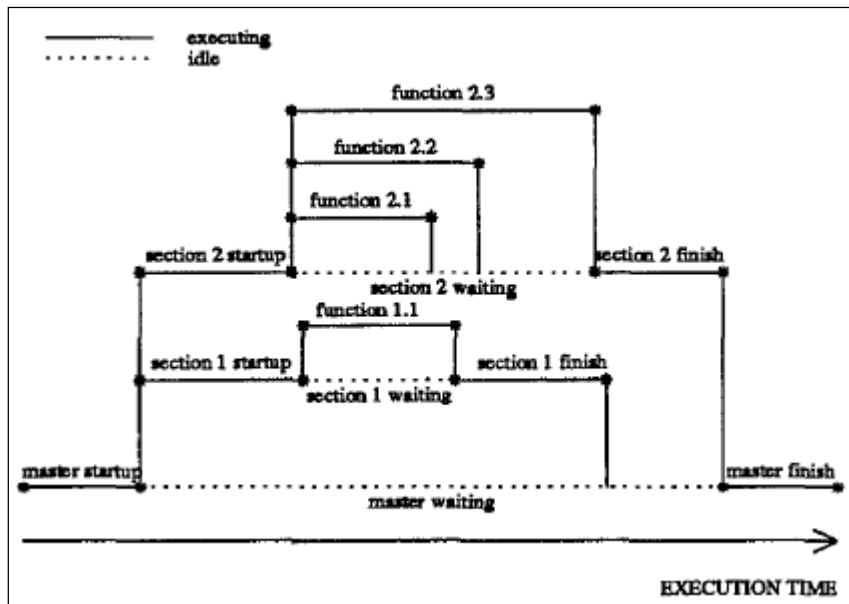 executing
idle
function 2.3
function 2.2
function 2.1
section 2 startup
section 2 finish
section 2 waiting
function 1.1
section 1 startup
section 1 finish
section 1 waiting
master startup
master finish
master waiting
EXECUTION TIME